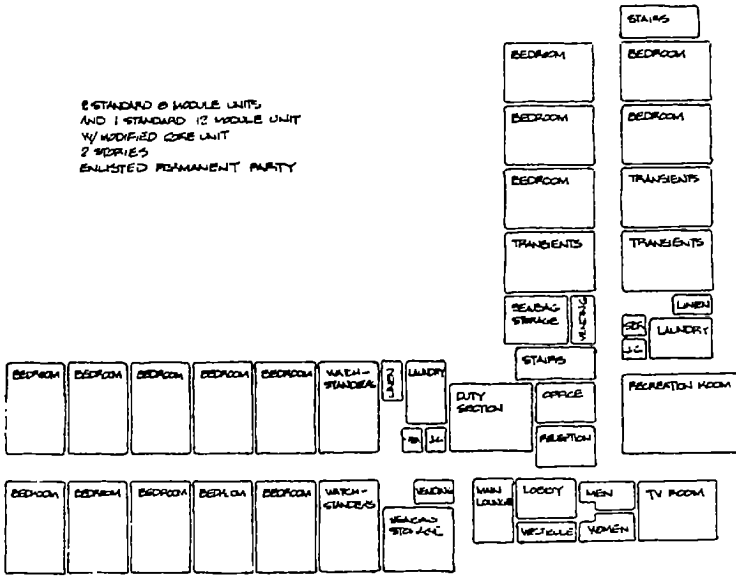 STAIRS
BEDROOM BEDROOM
2 STANDARD 8 MODULE UNITS
AND 1 STANDARD 12 MODULE UNIT
W/ MODIFIED CORE UNIT
2 STORIES
ENLISTED PERMANENT PARTY
BEDROOM BEDROOM
BEDROOM TRANSIENTS
TRANSIENTS TRANSIENTS
SEABAG
STORAGE
VENDING
LINEN
LAUNDRY
J.C.
STAIRS
BEDROOM BEDROOM BEDROOM BEDROOM BEDROOM WATCH-
STANDERS
LINEN
LAUNDRY
J.C.
DUTY
SECTION
OFFICE
RECEPTION
RECREATION ROOM
BEDROOM BEDROOM BEDROOM BEDROOM BEDROOM WATCH-
STANDERS
VENDING
SEABAG
STORAGE
MAIN
LOUNGE
LOBBY
VESTIBULE
MEN
WOMEN
TV ROOM